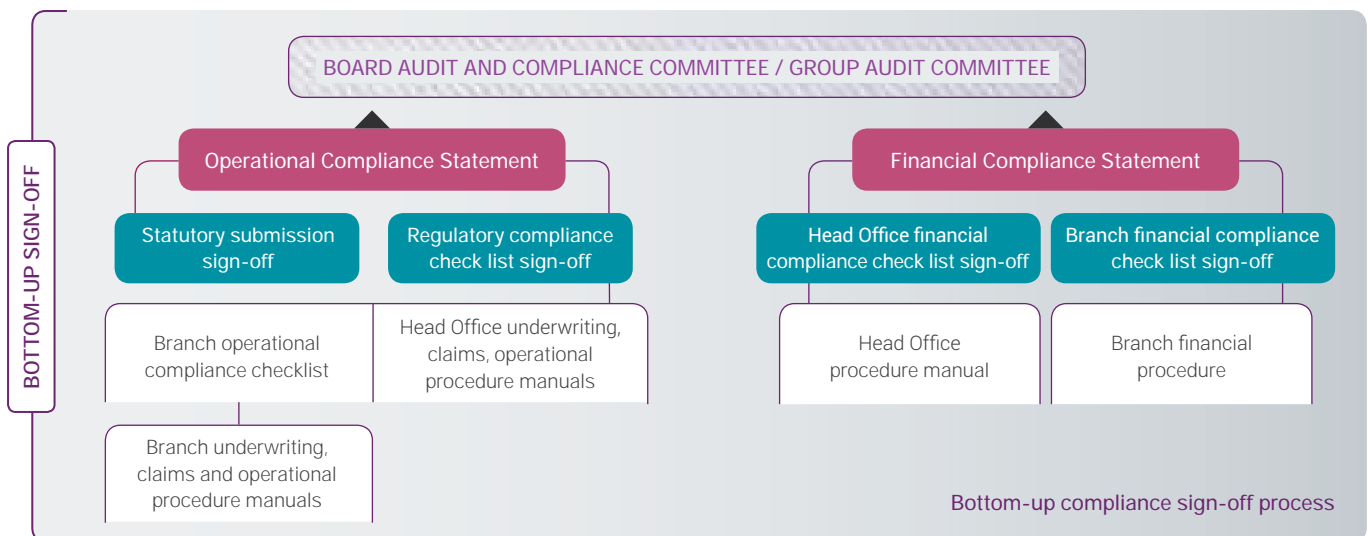 BOARD AUDIT AND COMPLIANCE COMMITTEE / GROUP AUDIT COMMITTEE
BOTTOM-UP SIGN-OFF
Operational Compliance Statement
Financial Compliance Statement
Statutory submission
sign-off
Regulatory compliance
check list sign-off
Head Office financial
compliance check list sign-off
Branch financial compliance
check list sign-off
Branch operational
compliance checklist
Head Office underwriting,
claims, operational
procedure manuals
Head Office
procedure manual
Branch financial
procedure
Branch underwriting,
claims and operational
procedure manuals
Bottom-up compliance sign-off process